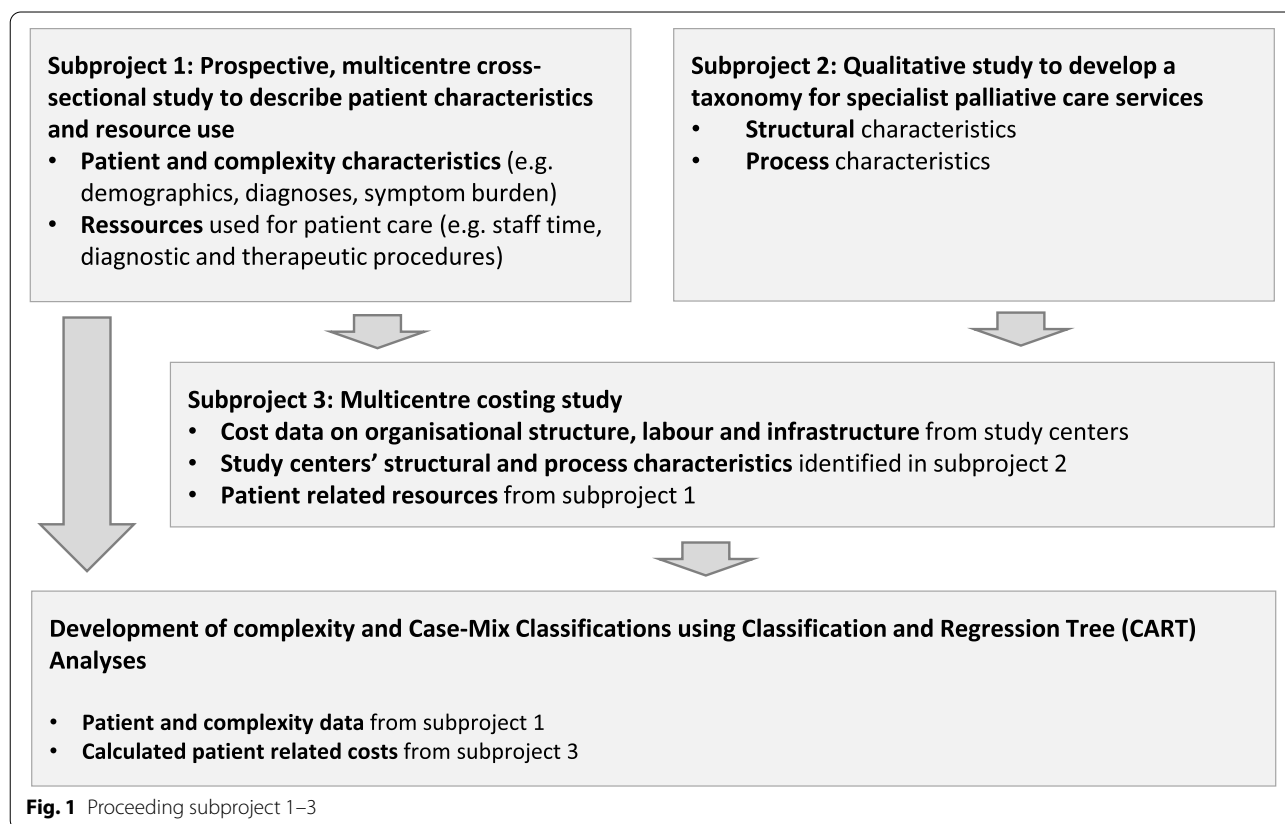 Subproject 1: Prospective, multicentre cross-
sectional study to describe patient characteristics
and resource use
• Patient and complexity characteristics (e.g.
demographics, diagnoses, symptom burden)
• Ressources used for patient care (e.g. staff time,
diagnostic and therapeutic procedures)
Subproject 2: Qualitative study to develop a
taxonomy for specialist palliative care services
• Structural characteristics
• Process characteristics
Subproject 3: Multicentre costing study
• Cost data on organisational structure, labour and infrastructure from study centers
• Study centers’ structural and process characteristics identified in subproject 2
• Patient related resources from subproject 1
Development of complexity and Case-Mix Classifications using Classification and Regression Tree (CART)
Analyses
• Patient and complexity data from subproject 1
• Calculated patient related costs from subproject 3
Fig. 1 Proceeding subproject 1–3